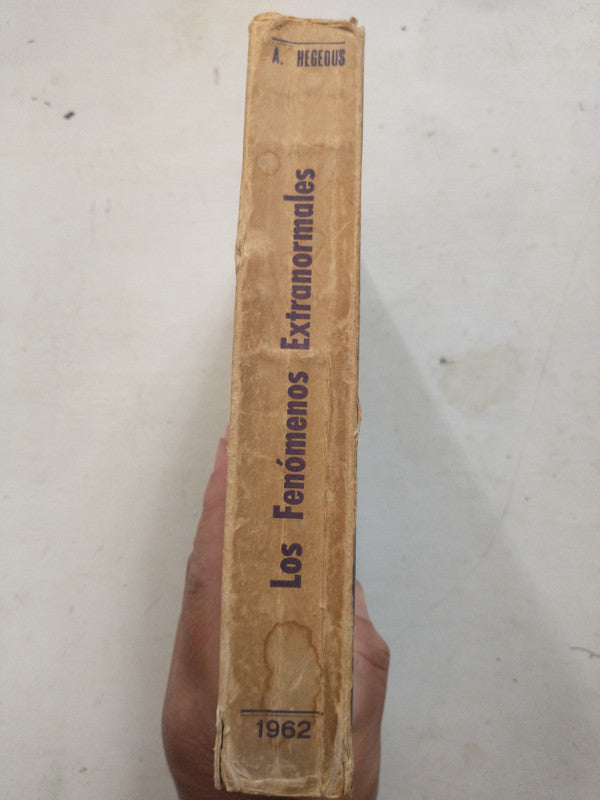 A. HEGEDUS
Los Fenómenos Extranormales
1962